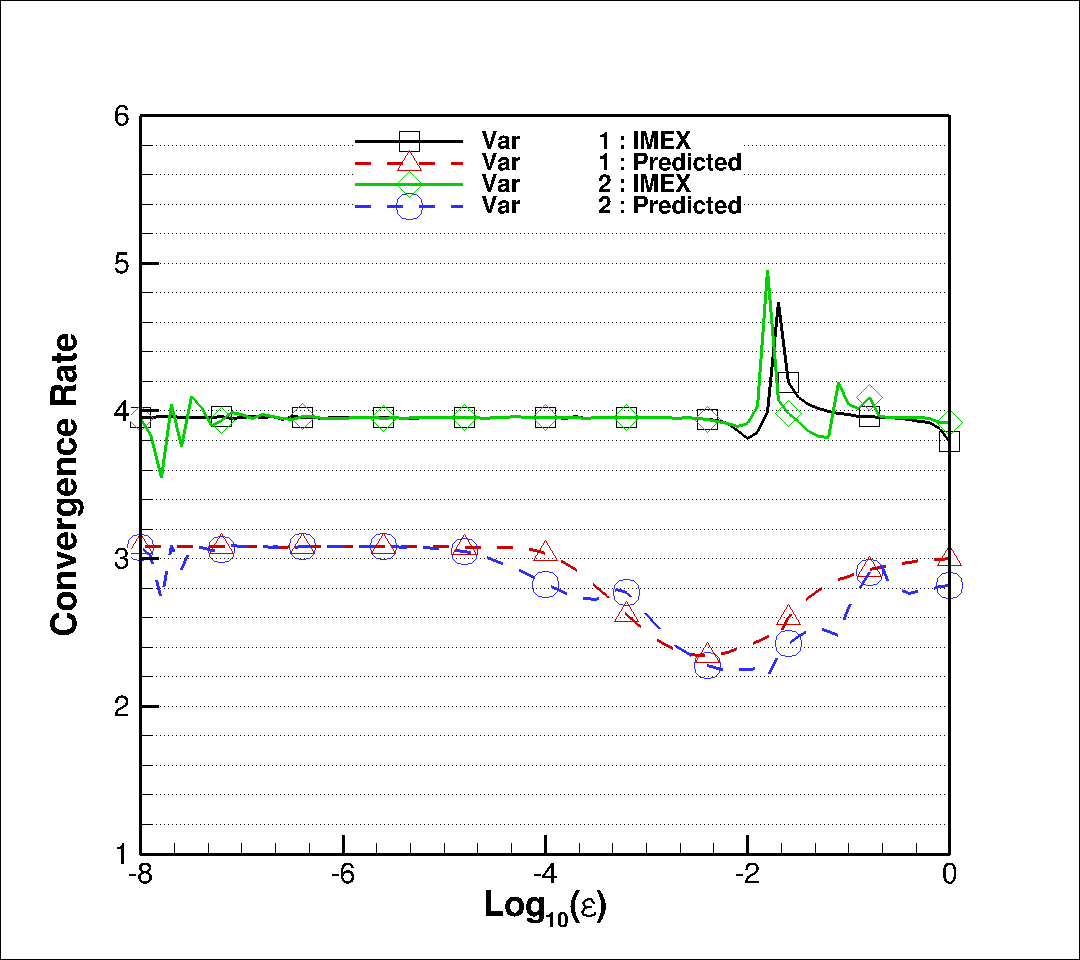 6
Var 1 : IMEX
Var 1 : Predicted
Var 2 : IMEX
Var 2 : Predicted
5
4
3
2
1
Convergence Rate
-8 -6 -4 -2 0
Log10(ε)